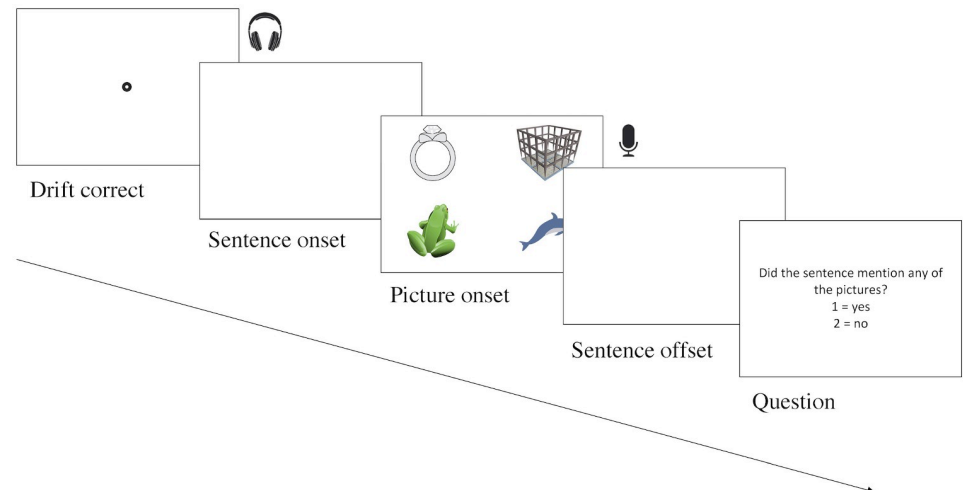 Drift correct
Sentence onset
Picture onset
Sentence offset
Did the sentence mention any of
the pictures?
1 = yes
2 = no
Question